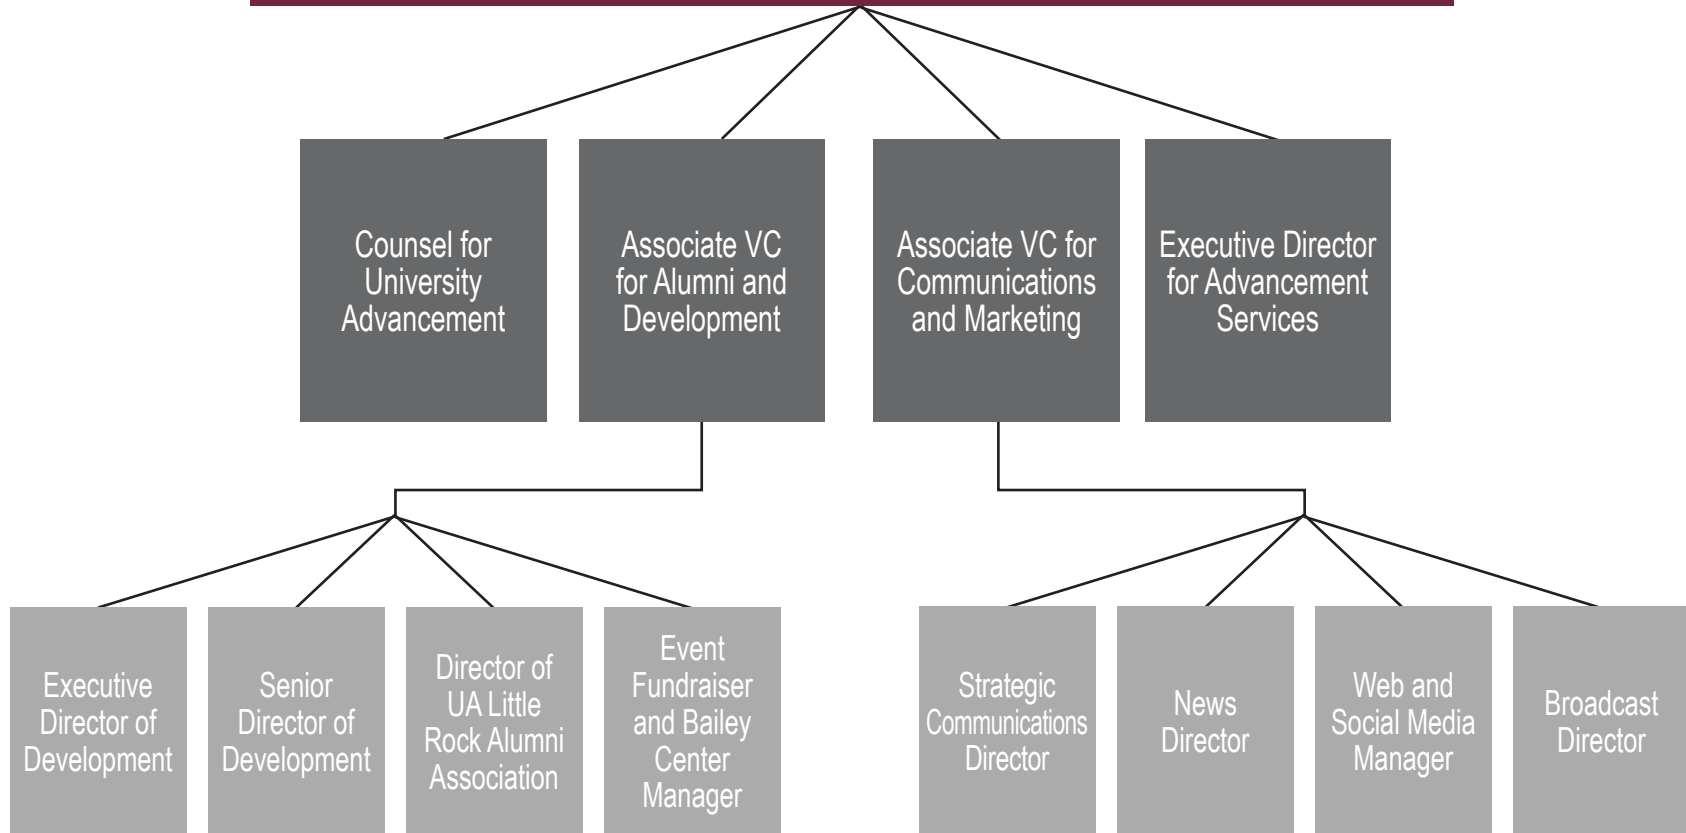 Counsel for
University
Advancement
Associate VC
for Alumni and
Development
Associate VC for
Communications
and Marketing
Executive Director
for Advancement
Services
Executive
Director of
Development
Senior
Director of
Development
Director of
UA Little
Rock Alumni
Association
Event
Fundraiser
and Bailey
Center
Manager
Strategic
Communications
Director
News
Director
Web and
Social Media
Manager
Broadcast
Director